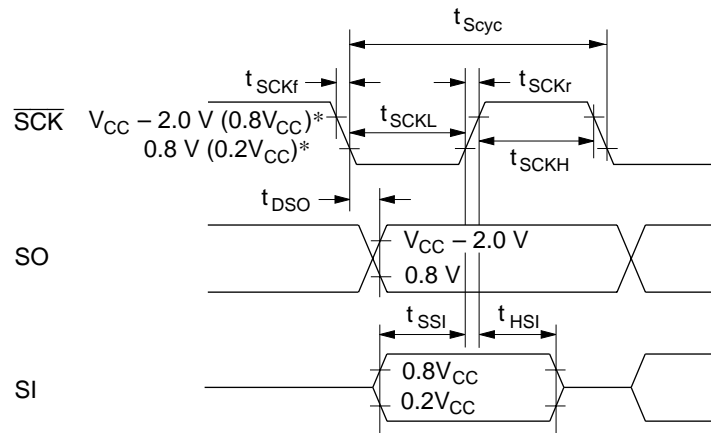 tScyc
tSCKf
tSCKr
SCK
VCC – 2.0 V (0.8VCC)*
tSCKL
0.8 V (0.2VCC)*
tSCKH
tDSO
SO
VCC – 2.0 V
0.8 V
tSSI
tHSI
SI
0.8VCC
0.2VCC